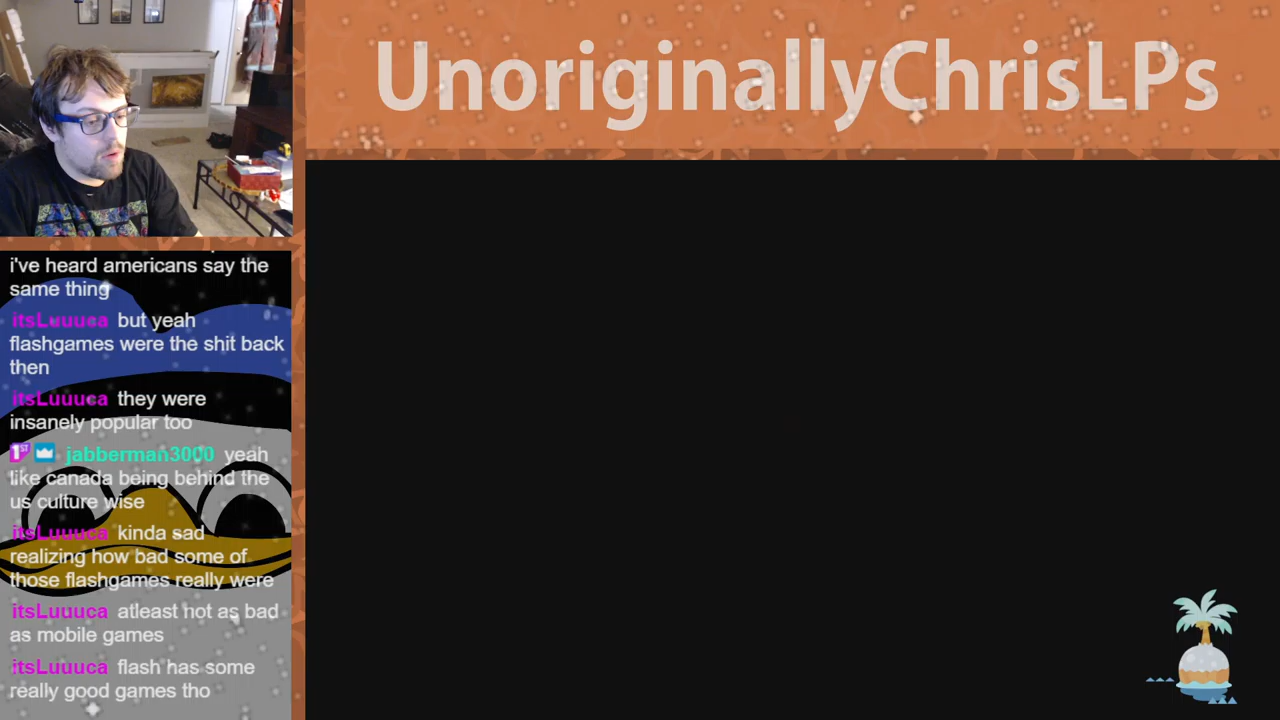 UnoriginallyChrisLPs
i've heard americans say the
same thing
itsLuuuca but yeah
flashgames were the shit back
then
itsLuuuca they were
insanely popular too
1ST jabberman3000 yeah
like canada being behind the
us culture wise
itsLuuuca kinda sad
realizing how bad some of
those flashgames really were
itsLuuuca atleast not as bad
as mobile games
itsLuuuca flash has some
really good games tho